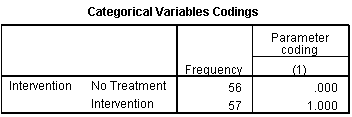 Categorical Variables Codings
Parameter
coding
Frequency (1)
Intervention No Treatment 56 .000
Intervention 57 1.000